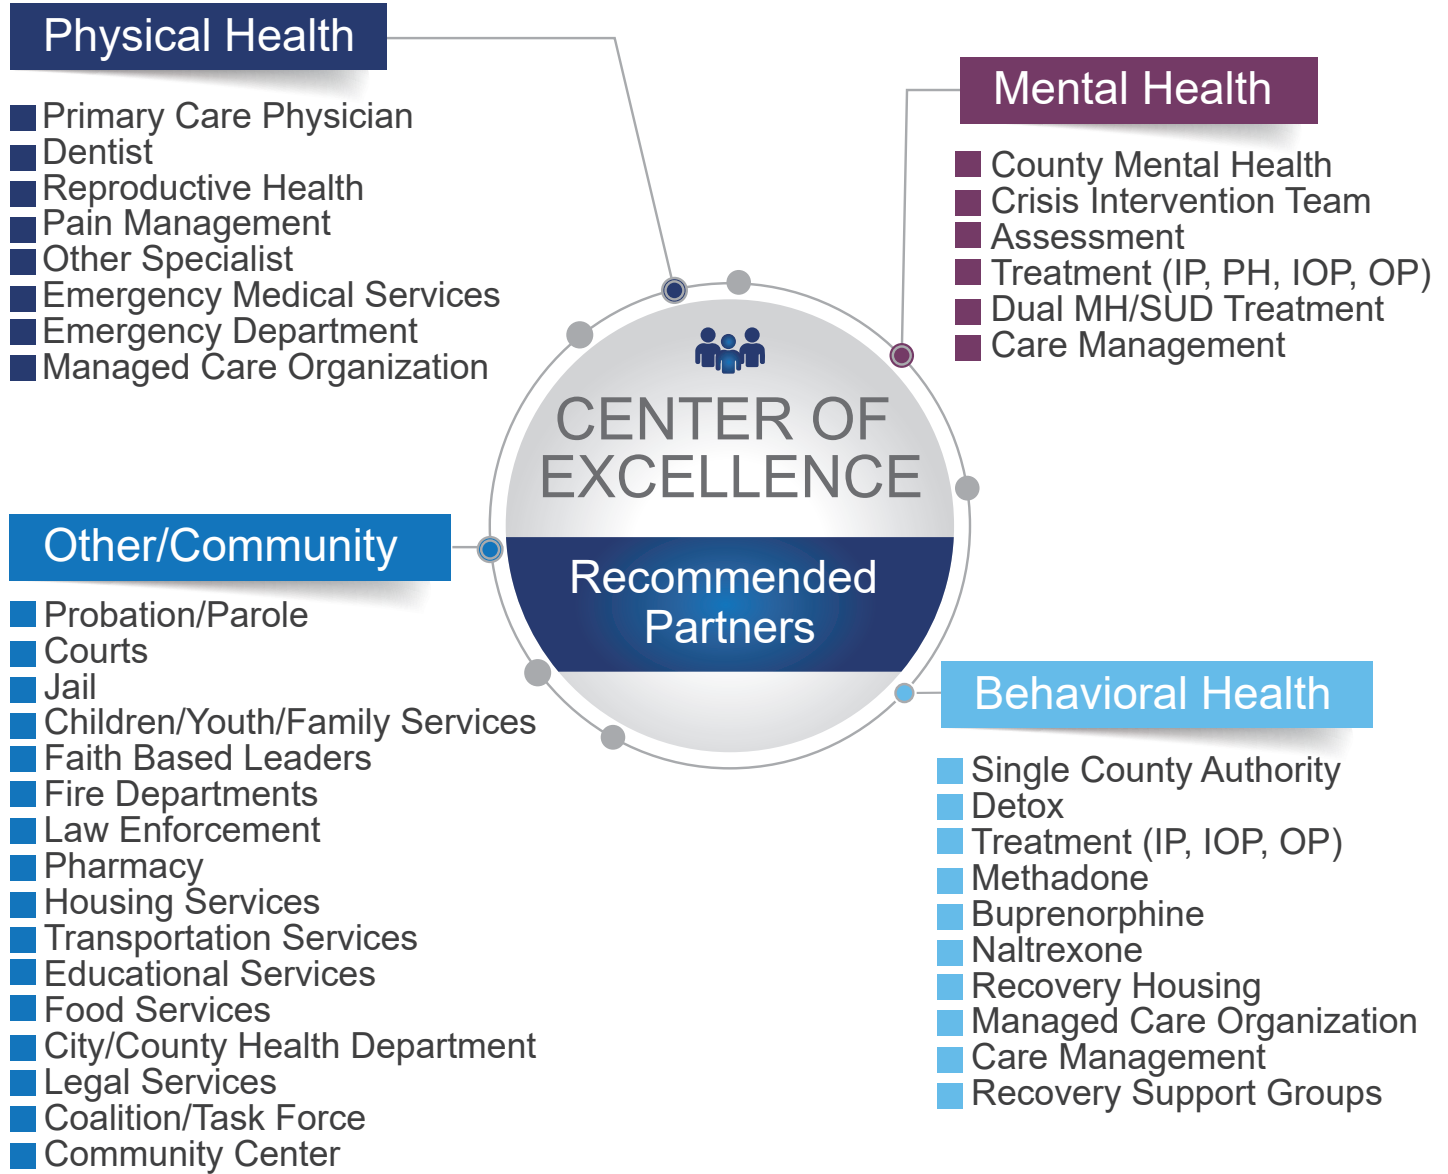 Physical Health
Primary Care Physician
Dentist
Reproductive Health
Pain Management
Other Specialist
Emergency Medical Services
Emergency Department
Managed Care Organization
Mental Health
County Mental Health
Crisis Intervention Team
Assessment
Treatment (IP, PH, IOP, OP)
Dual MH/SUD Treatment
Care Management
CENTER OF
EXCELLENCE
Recommended
Partners
Other/Community
Probation/Parole
Courts
Jail
Children/Youth/Family Services
Faith Based Leaders
Fire Departments
Law Enforcement
Pharmacy
Housing Services
Transportation Services
Educational Services
Food Services
City/County Health Department
Legal Services
Coalition/Task Force
Community Center
Behavioral Health
Single County Authority
Detox
Treatment (IP, IOP, OP)
Methadone
Buprenorphine
Naltrexone
Recovery Housing
Managed Care Organization
Care Management
Recovery Support Groups